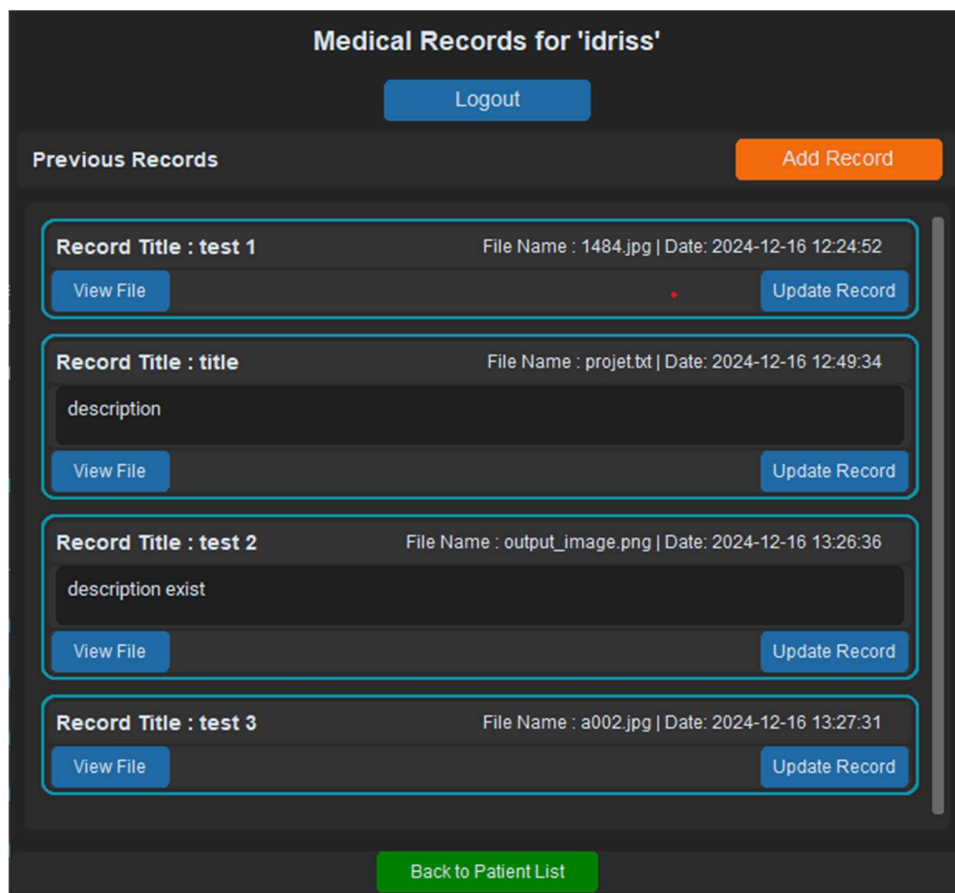 Medical Records for 'idriss'
Logout
Previous Records
Add Record
Record Title : test 1
File Name : 1484.jpg | Date: 2024-12-16 12:24:52
View File
Update Record
Record Title : title
File Name : projet.txt | Date: 2024-12-16 12:49:34
description
View File
Update Record
Record Title : test 2
File Name : output_image.png | Date: 2024-12-16 13:26:36
description exist
View File
Update Record
Record Title : test 3
File Name : a002.jpg | Date: 2024-12-16 13:27:31
View File
Update Record
Back to Patient List